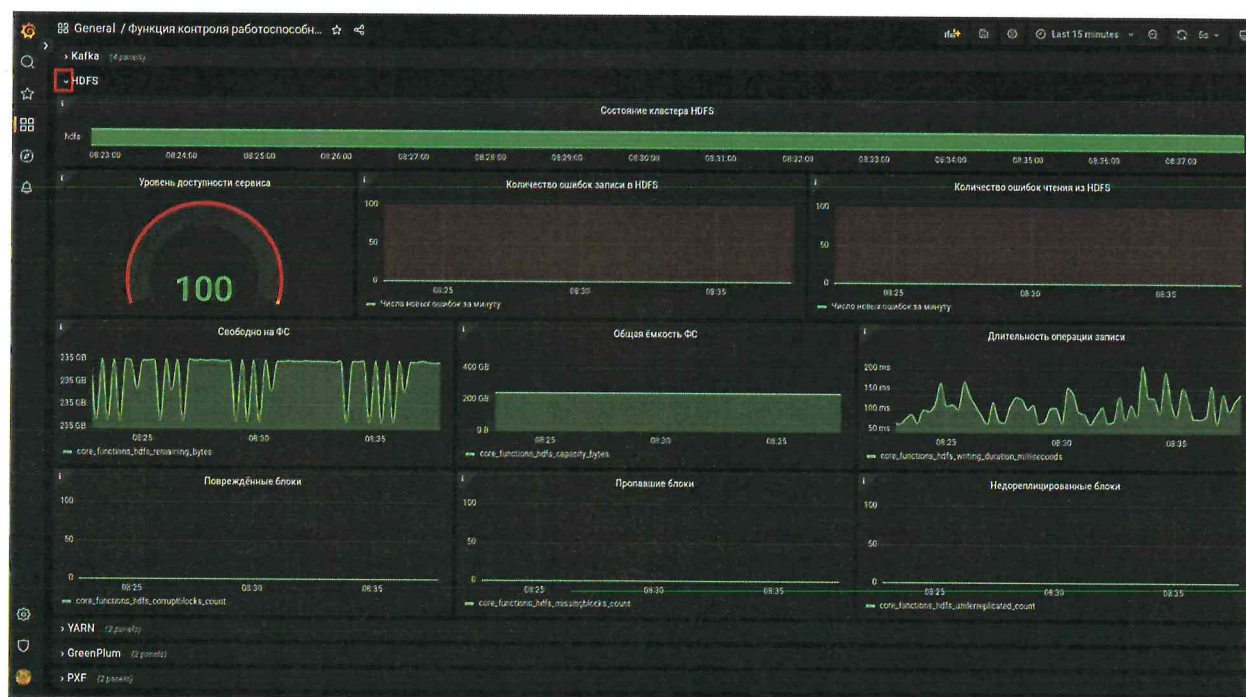 General / Функция контроля работоспособн...
Last 15 minutes
5s
Kafka (4 panels)
HDFS
Состояние кластера HDFS
hdfs
08:23:00 08:24:00 08:25:00 08:26:00 08:27:00 08:28:00 08:29:00 08:30:00 08:31:00 08:32:00 08:33:00 08:34:00 08:35:00 08:36:00 08:37:00
Уровень доступности сервиса
100
Количество ошибок записи в HDFS
100
50
0
08:25 08:30 08:35
Число новых ошибок за минуту
Количество ошибок чтения из HDFS
100
50
0
08:25 08:30 08:35
Число новых ошибок за минуту
Свободно на ФС
235 GB
235 GB
235 GB
235 GB
08:25 08:30 08:35
core_functions_hdfs_remaining_bytes
Общая ёмкость ФС
400 GB
200 GB
0 B
08:25 08:30 08:35
core_functions_hdfs_capacity_bytes
Длительность операции записи
200 ms
150 ms
100 ms
50 ms
08:25 08:30 08:35
core_functions_hdfs_writing_duration_milliseconds
Повреждённые блоки
100
50
0
08:25 08:30 08:35
core_functions_hdfs_corruptblocks_count
Пропавшие блоки
100
50
0
08:25 08:30 08:35
core_functions_hdfs_missingblocks_count
Недореплицированные блоки
100
50
0
08:25 08:30 08:35
core_functions_hdfs_underreplicated_count
YARN (2 panels)
GreenPlum (2 panels)
PXF (2 panels)